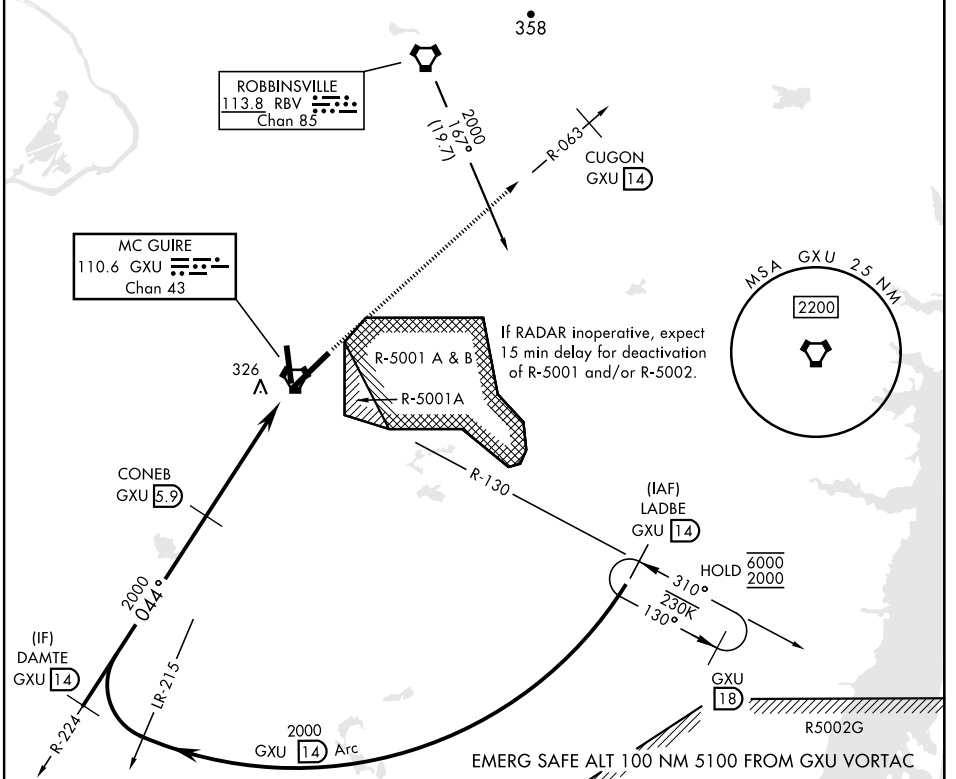 358
ROBBINSVILLE
113.8 RBV
Chan 85
2000
167°
(19.7)
R-063
CUGON
GXU 14
MC GUIRE
110.6 GXU
Chan 43
MSA GXU 25 NM
2200
If RADAR inoperative, expect
15 min delay for deactivation
of R-5001 and/or R-5002.
R-5001 A & B
R-5001A
326
R-130
CONEB
GXU 5.9
(IAF)
LADBE
GXU 14
HOLD 6000
2000
310°
230K
130°
2000
044°
(IF)
DAMTE
GXU 14
LR-215
R-224
GXU
18
2000
GXU 14 Arc
R5002G
EMERG SAFE ALT 100 NM 5100 FROM GXU VORTAC